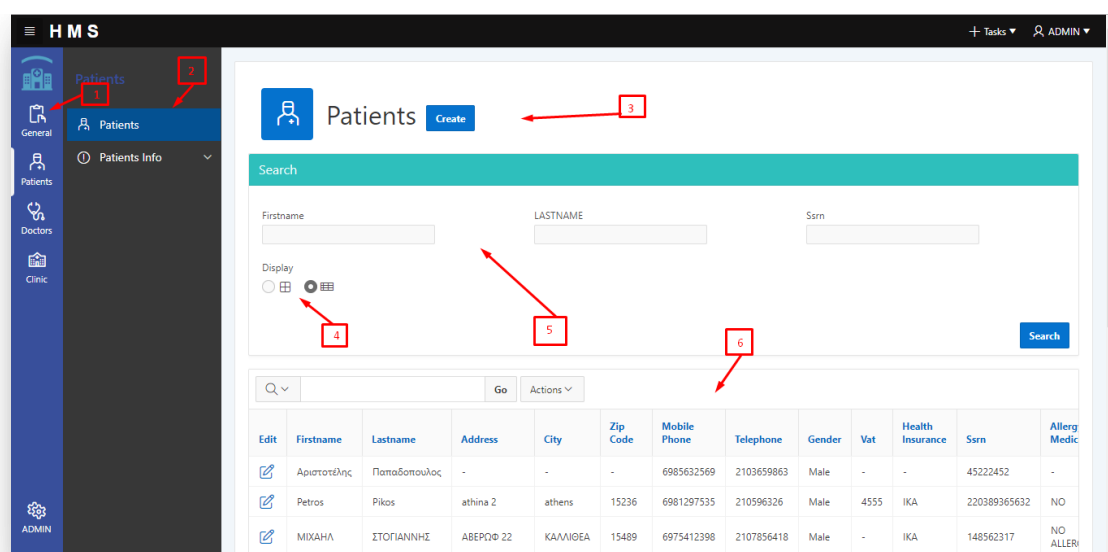 HMS
Tasks
ADMIN
General
Patients
Doctors
Clinic
ADMIN
Patients
Patients
Patients Info
1
2
Patients
Create
3
Search
Firstname
LASTNAME
Ssrn
Display
4
5
6
Search
Go
Actions
Edit Firstname Lastname Address City Zip Code Mobile Phone Telephone Gender Vat Health Insurance Ssrn
Αριστοτέλης Παπαδοπουλος - - - 6985632569 2103659863 Male - - 45222452 -
Petros Pikos athina 2 athens 15236 6981297535 210596326 Male 4555 IKA 220389365632 NO
ΜΙΧΑΗΛ ΣΤΟΓΙΑΝΝΗΣ ΑΒΕΡΩΦ 22 ΚΑΛΛΙΘΕΑ 15489 6975412398 2107856418 Male - IKA 148562317 NO